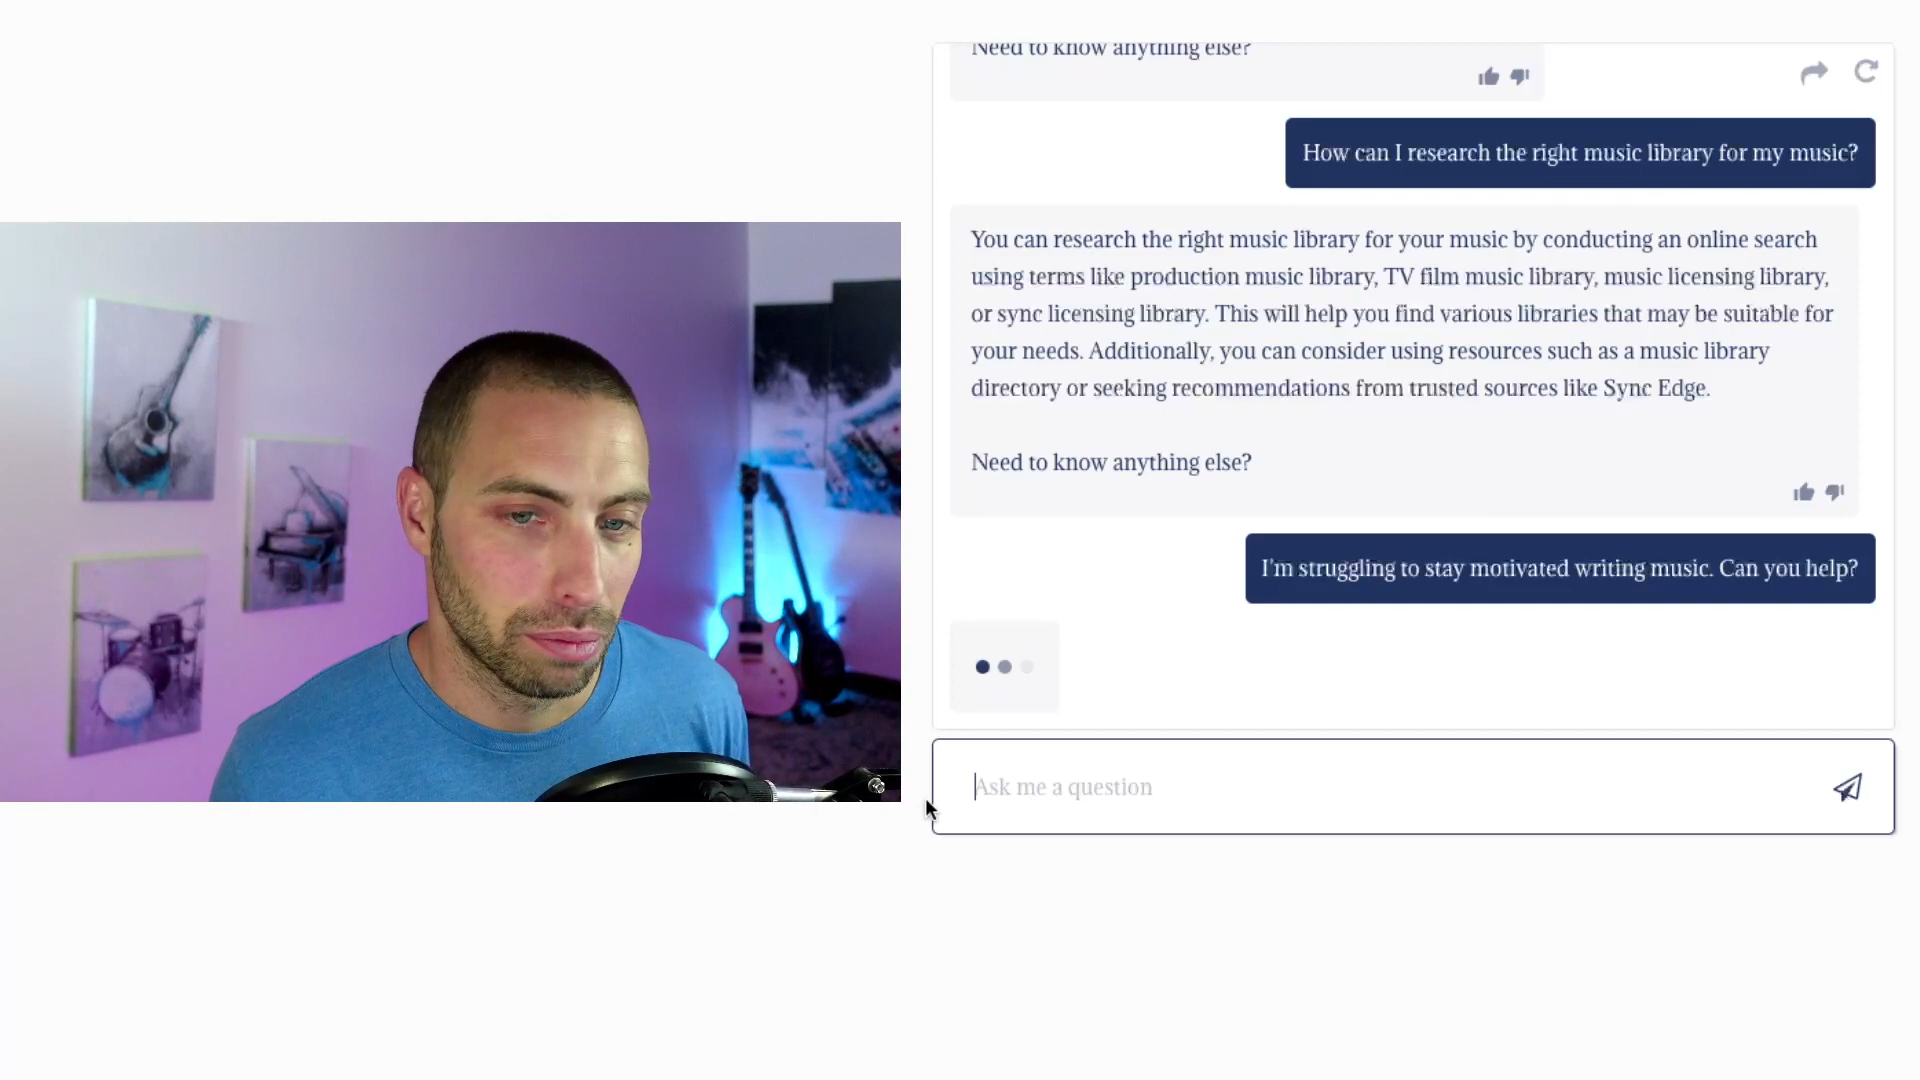 Need to know anything else?
How can I research the right music library for my music?
You can research the right music library for your music by conducting an online search
using terms like production music library, TV film music library, music licensing library,
or sync licensing library. This will help you find various libraries that may be suitable for
your needs. Additionally, you can consider using resources such as a music library
directory or seeking recommendations from trusted sources like Sync Edge.
Need to know anything else?
I'm struggling to stay motivated writing music. Can you help?
Ask me a question